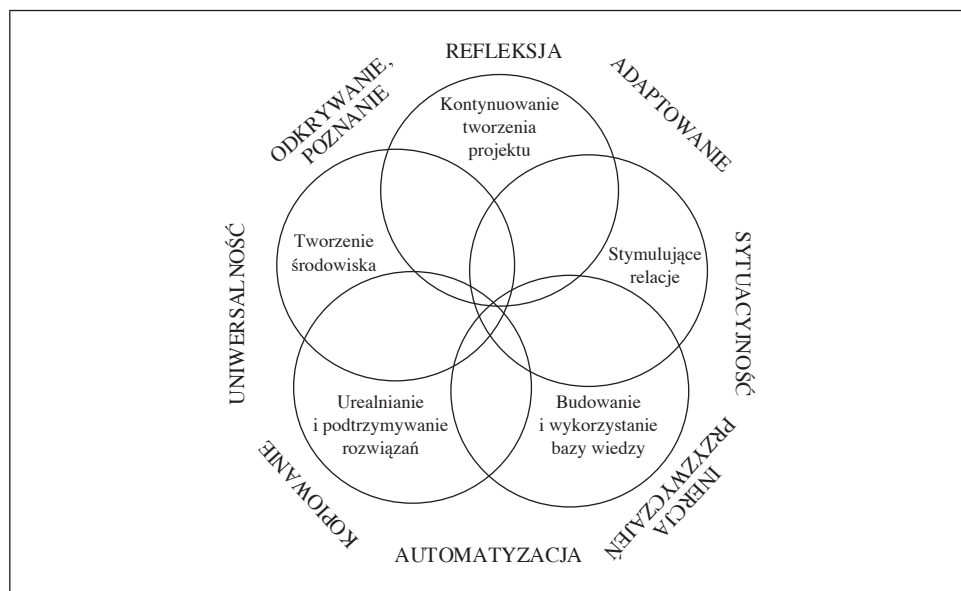 REFLEKSJA
ODKRYWANIE,
POZNANIE
ADAPTOWANIE
Kontynuowanie
tworzenia
projektu
Tworzenie
środowiska
Stymulujące
relacje
UNIWERSALNOŚĆ
SYTUACYJNOŚĆ
Urealnianie
i podtrzymywanie
rozwiązań
Budowanie
i wykorzystanie
bazy wiedzy
KOPIOWANIE
INERCJA
PRZYZWYCZAJEŃ
AUTOMATYZACJA